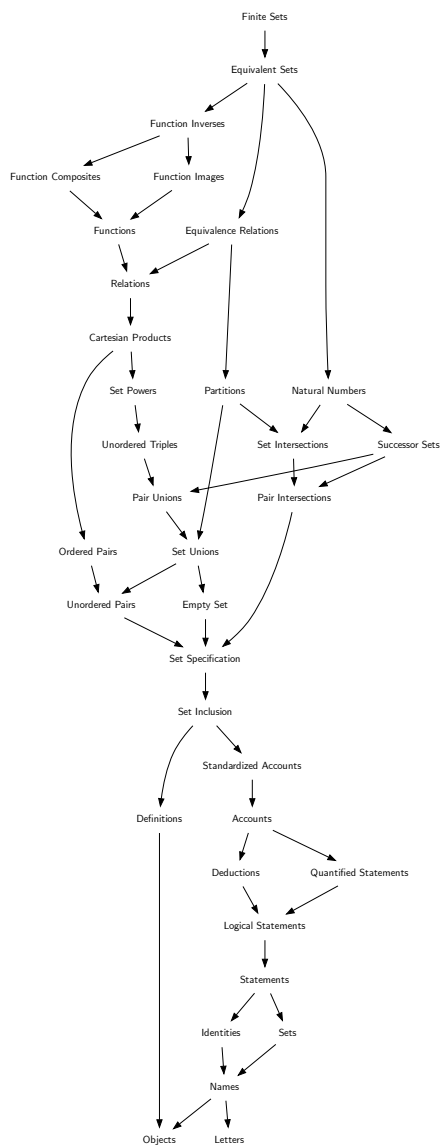 Finite Sets
Equivalent Sets
Function Inverses
Function Composites
Function Images
Functions
Equivalence Relations
Relations
Cartesian Products
Set Powers
Partitions
Natural Numbers
Unordered Triples
Set Intersections
Successor Sets
Pair Unions
Pair Intersections
Ordered Pairs
Set Unions
Unordered Pairs
Empty Set
Set Specification
Set Inclusion
Standardized Accounts
Definitions
Accounts
Deductions
Quantified Statements
Logical Statements
Statements
Identities
Sets
Names
Objects
Letters